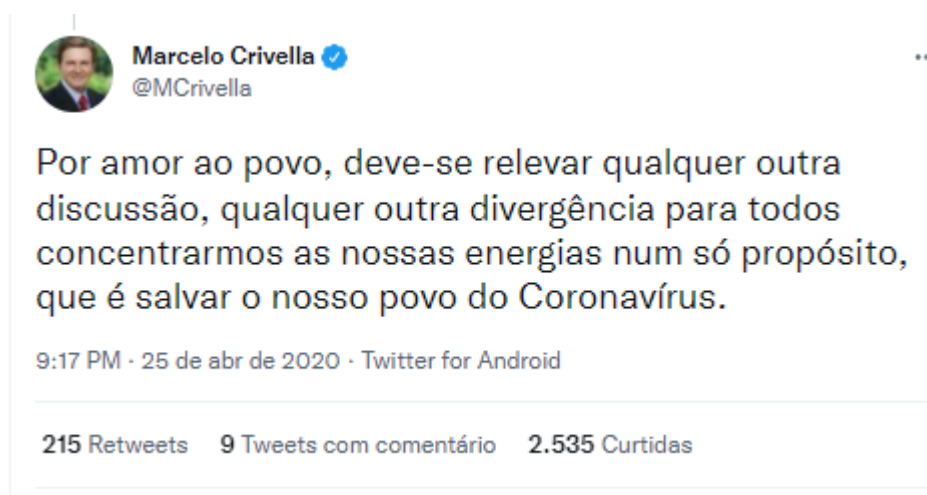 Marcelo Crivella
@MCrivella
Por amor ao povo, deve-se relevar qualquer outra
discussão, qualquer outra divergência para todos
concentrarmos as nossas energias num só propósito,
que é salvar o nosso povo do Coronavírus.
9:17 PM · 25 de abr de 2020 · Twitter for Android
215 Retweets 9 Tweets com comentário 2.535 Curtidas